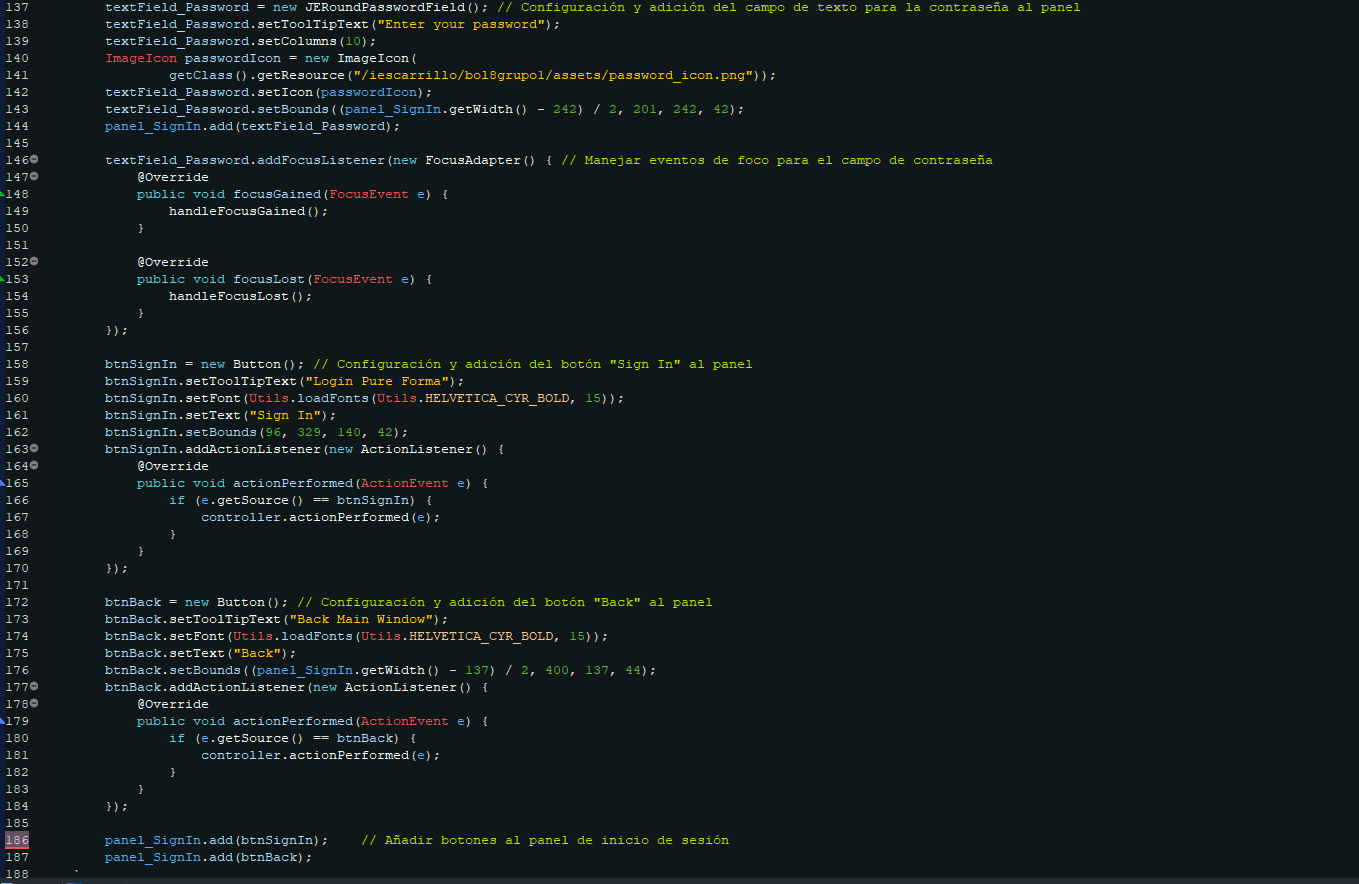 137 textField_Password = new JERoundPasswordField(); // Configuración y adición del campo de texto para la contraseña al panel
138 textField_Password.setToolTipText("Enter your password");
139 textField_Password.setColumns(10);
140 ImageIcon passwordIcon = new ImageIcon(
141 getClass().getResource("/iescarrillo/bol8grupo1/assets/password_icon.png"));
142 textField_Password.setIcon(passwordIcon);
143 textField_Password.setBounds((panel_SignIn.getWidth() - 242) / 2, 201, 242, 42);
144 panel_SignIn.add(textField_Password);
145
146 textField_Password.addFocusListener(new FocusAdapter() { // Manejar eventos de foco para el campo de contraseña
147 @Override
148 public void focusGained(FocusEvent e) {
149 handleFocusGained();
150 }
151
152 @Override
153 public void focusLost(FocusEvent e) {
154 handleFocusLost();
155 }
156 });
157
158 btnSignIn = new Button(); // Configuración y adición del botón "Sign In" al panel
159 btnSignIn.setToolTipText("Login Pure Forma");
160 btnSignIn.setFont(Utils.loadFonts(Utils.HELVETICA_CYR_BOLD, 15));
161 btnSignIn.setText("Sign In");
162 btnSignIn.setBounds(96, 329, 140, 42);
163 btnSignIn.addActionListener(new ActionListener() {
164 @Override
165 public void actionPerformed(ActionEvent e) {
166 if (e.getSource() == btnSignIn) {
167 controller.actionPerformed(e);
168 }
169 }
170 });
171
172 btnBack = new Button(); // Configuración y adición del botón "Back" al panel
173 btnBack.setToolTipText("Back Main Window");
174 btnBack.setFont(Utils.loadFonts(Utils.HELVETICA_CYR_BOLD, 15));
175 btnBack.setText("Back");
176 btnBack.setBounds((panel_SignIn.getWidth() - 137) / 2, 400, 137, 44);
177 btnBack.addActionListener(new ActionListener() {
178 @Override
179 public void actionPerformed(ActionEvent e) {
180 if (e.getSource() == btnBack) {
181 controller.actionPerformed(e);
182 }
183 }
184 });
185
186 panel_SignIn.add(btnSignIn); // Añadir botones al panel de inicio de sesión
187 panel_SignIn.add(btnBack);
188